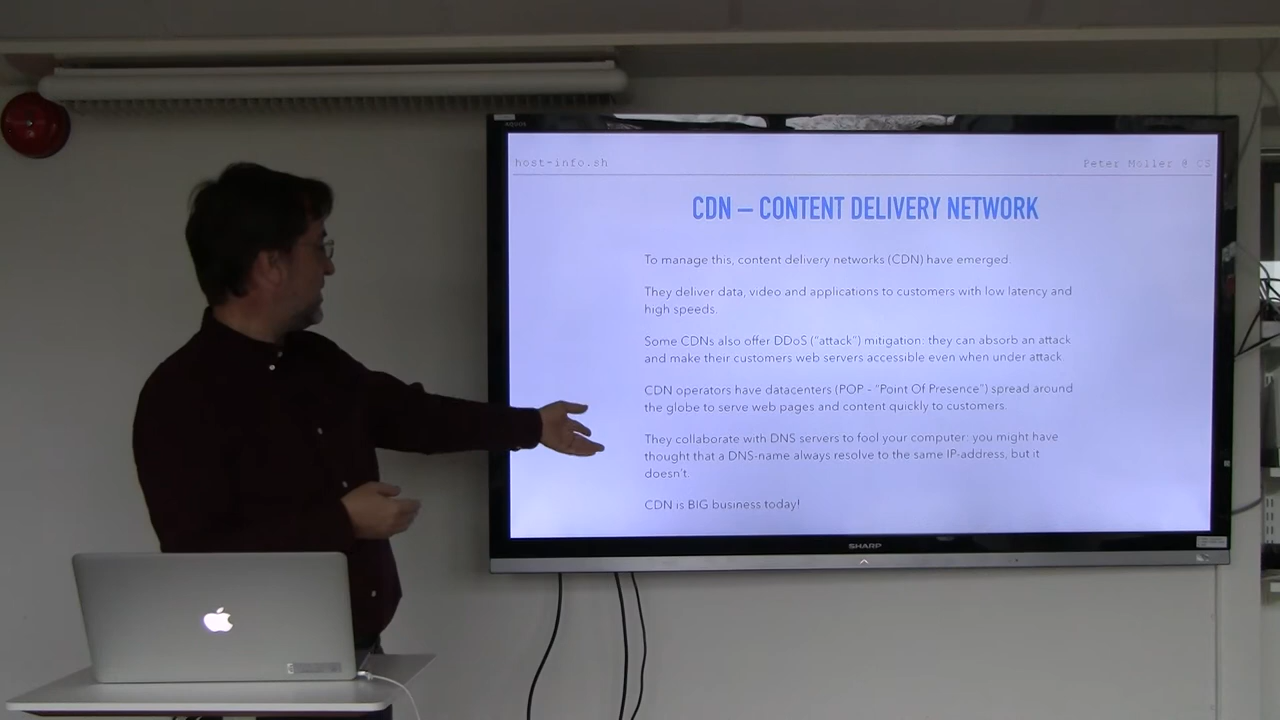 AQUOS
host-info.sh
Peter Möller @ CS
CDN – CONTENT DELIVERY NETWORK
To manage this, content delivery networks (CDN) have emerged.
They deliver data, video and applications to customers with low latency and
high speeds.
Some CDNs also offer DDoS ("attack") mitigation: they can absorb an attack
and make their customers web servers accessible even when under attack.
CDN operators have datacenters (POP - "Point Of Presence") spread around
the globe to serve web pages and content quickly to customers.
They collaborate with DNS servers to fool your computer: you might have
thought that a DNS-name always resolve to the same IP-address, but it
doesn't.
CDN is BIG business today!
SHARP